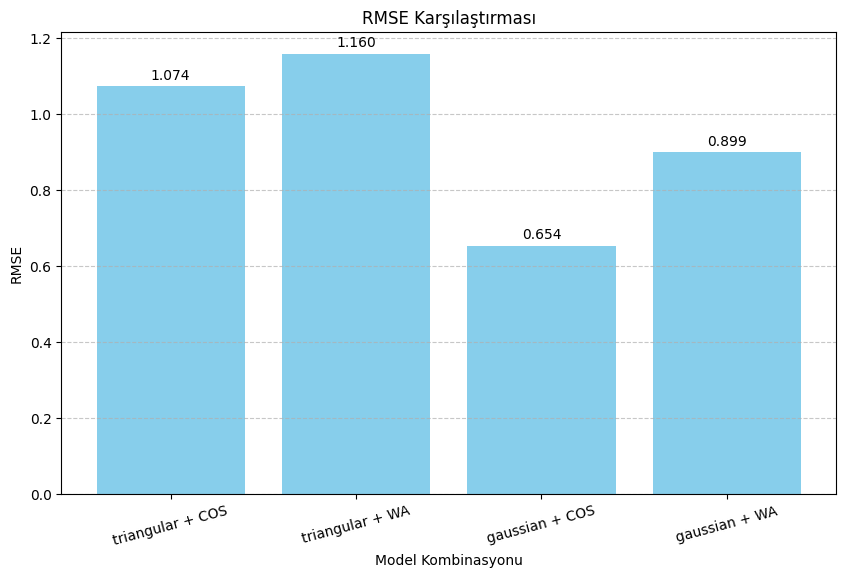 RMSE Karşılaştırması
RMSE
1.2
1.0
0.8
0.6
0.4
0.2
0.0
1.074
1.160
0.654
0.899
triangular + COS
triangular + WA
gaussian + COS
gaussian + WA
Model Kombinasyonu